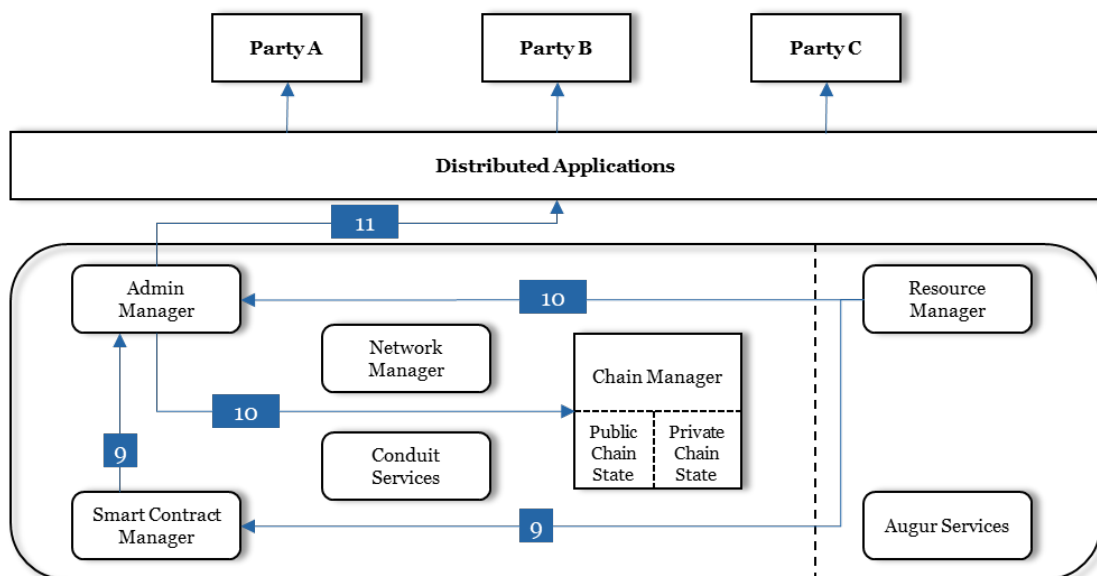 Party A
Party B
Party C
Distributed Applications
11
Admin
Manager
10
Resource
Manager
Network
Manager
Chain Manager
10
Public
Chain
State
Private
Chain
State
9
Conduit
Services
Smart Contract
Manager
9
Augur Services